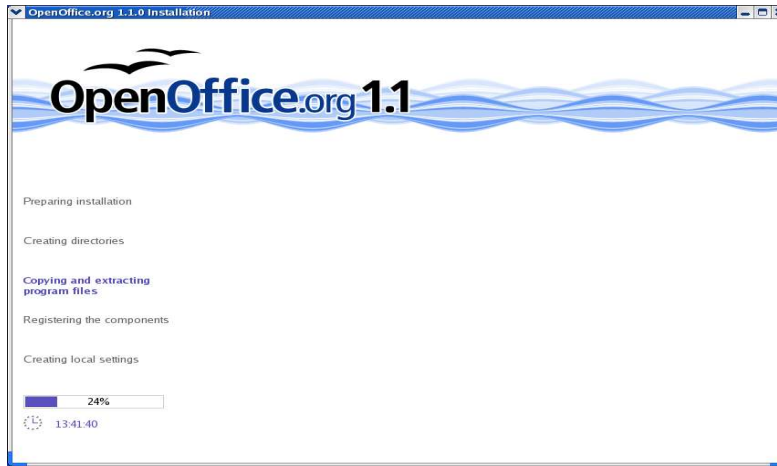 OpenOffice.org 1.1.0 Installation
OpenOffice.org 1.1
Preparing installation
Creating directories
Copying and extracting
program files
Registering the components
Creating local settings
24%
13:41:40